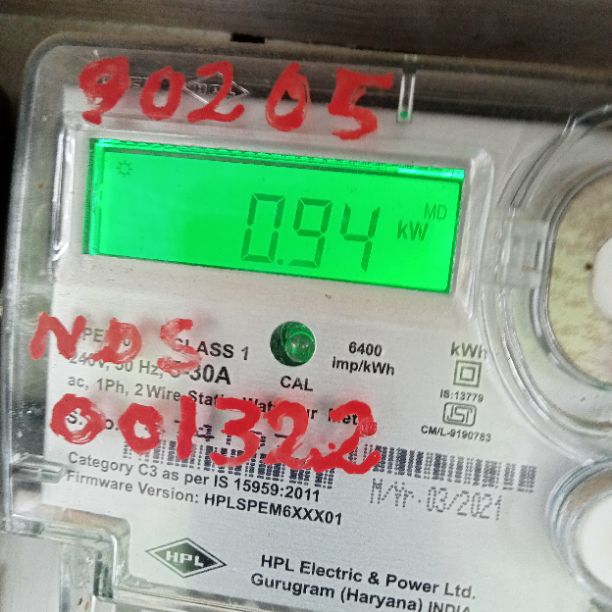 90205
0.94 kW MD
NDS
CLASS 1
6400
imp/kWh
kWh
240V, 50 Hz, 5-30A
CAL
IS:13779
ac, 1Ph, 2 Wire
CM/L-9190783
001322
Category C3 as per IS 15959:2011
M/Yr 03/2021
Firmware Version: HPLSPEM6XXX01
HPL
HPL Electric & Power Ltd.
Gurugram (Haryana) INDIA